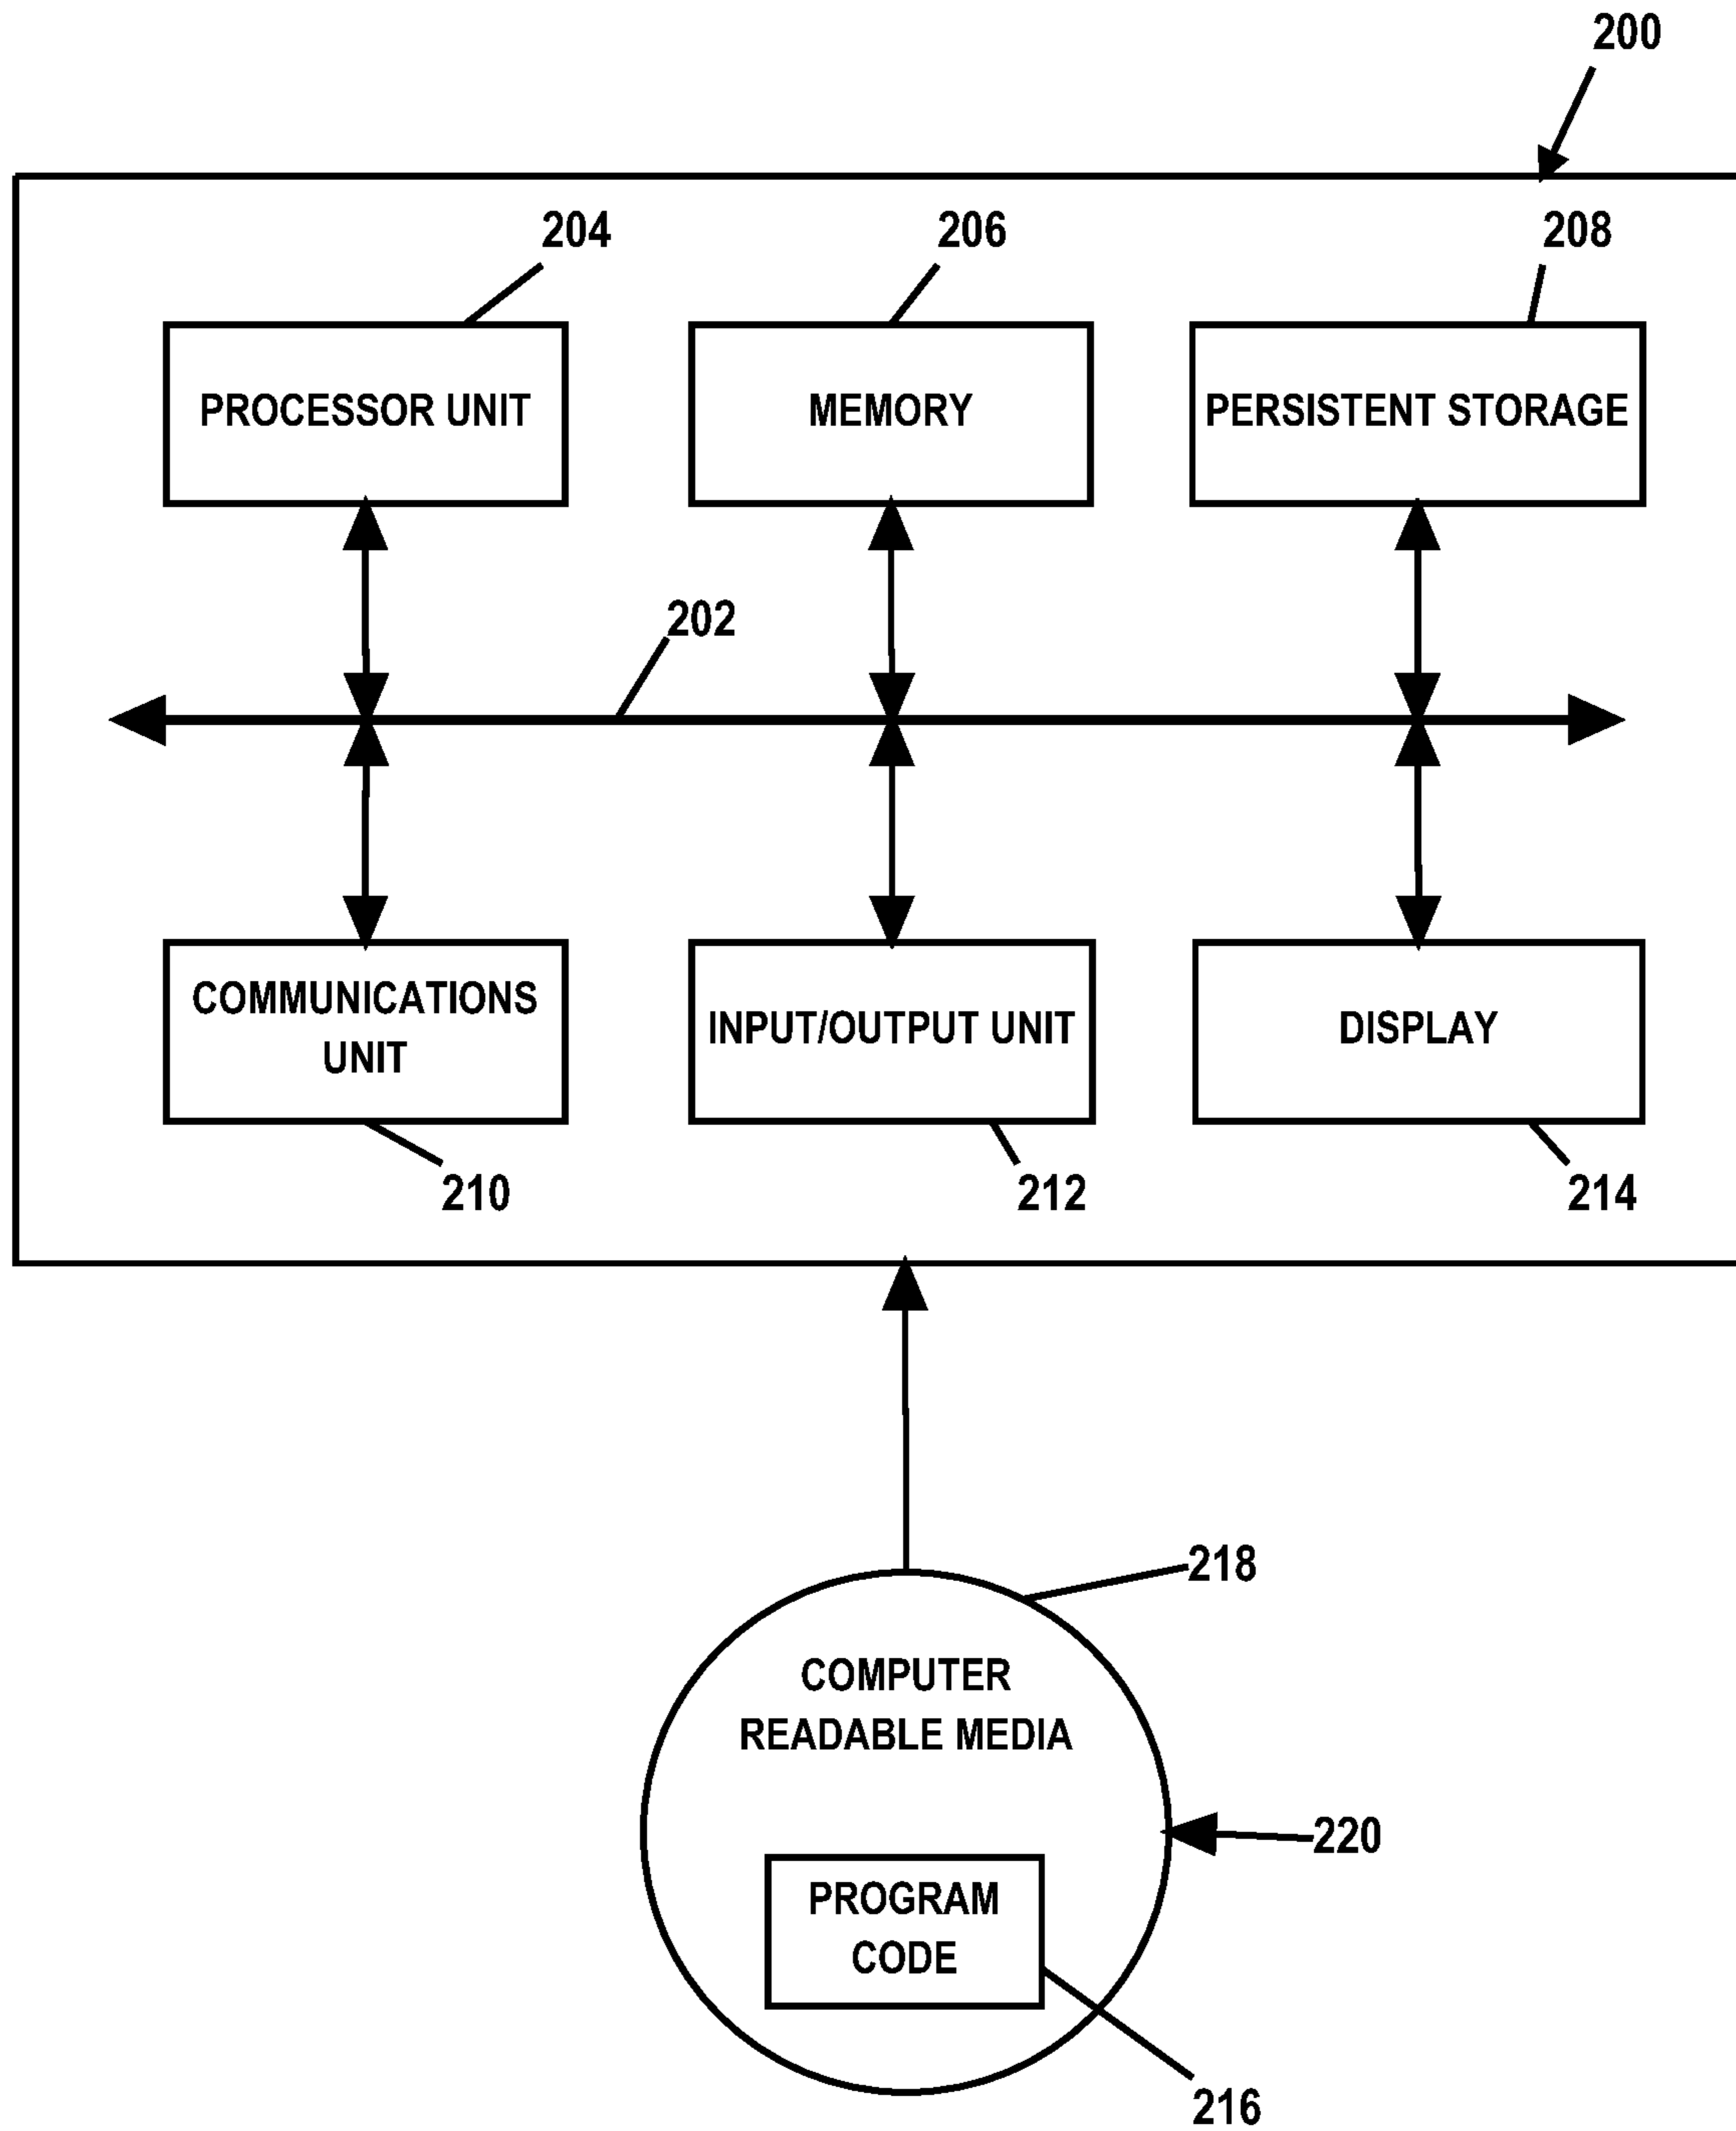 200
204
206
208
PROCESSOR UNIT
MEMORY
PERSISTENT STORAGE
202
COMMUNICATIONS
UNIT
INPUT/OUTPUT UNIT
DISPLAY
210
212
214
218
COMPUTER
READABLE MEDIA
220
PROGRAM
CODE
216